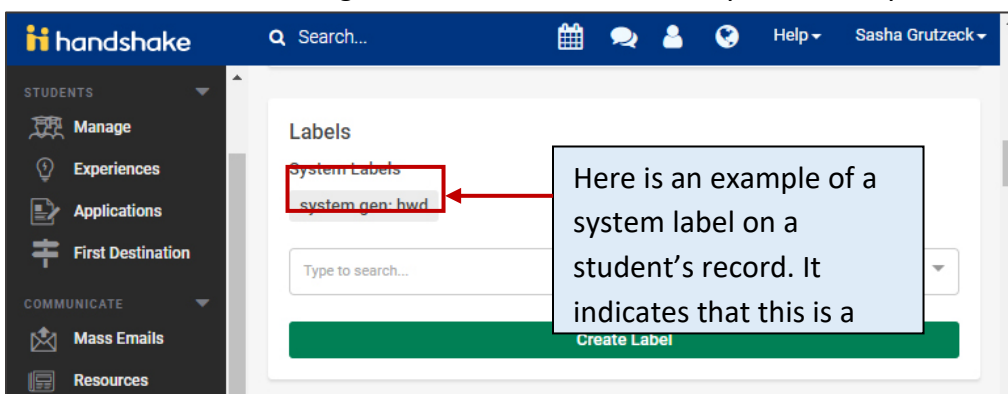 handshake
Search...
Help
Sasha Grutzeck
STUDENTS
Manage
Experiences
Applications
First Destination
COMMUNICATE
Mass Emails
Resources
Labels
System Labels
system gen: hwd
Type to search...
Create Label
Here is an example of a
system label on a
student's record. It
indicates that this is a